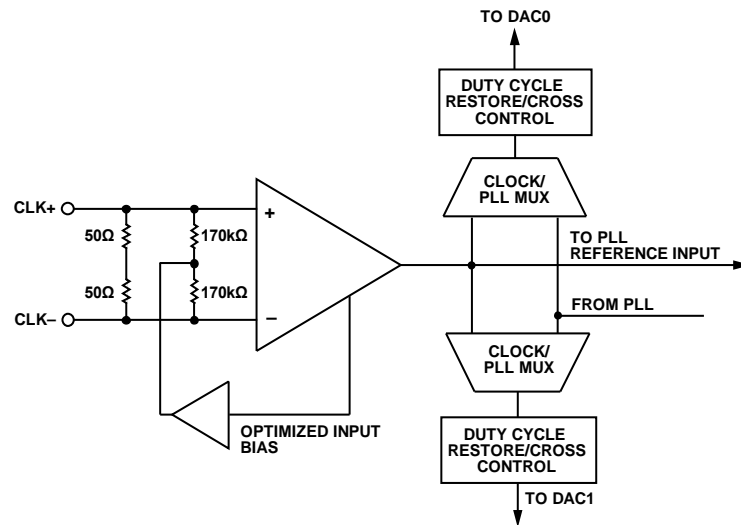 TO DAC0
DUTY CYCLE
RESTORE/CROSS
CONTROL
CLOCK/
PLL MUX
CLK+
50Ω
170kΩ
+
TO PLL
REFERENCE INPUT
50Ω
170kΩ
FROM PLL
CLK–
–
CLOCK/
PLL MUX
OPTIMIZED INPUT
BIAS
DUTY CYCLE
RESTORE/CROSS
CONTROL
TO DAC1